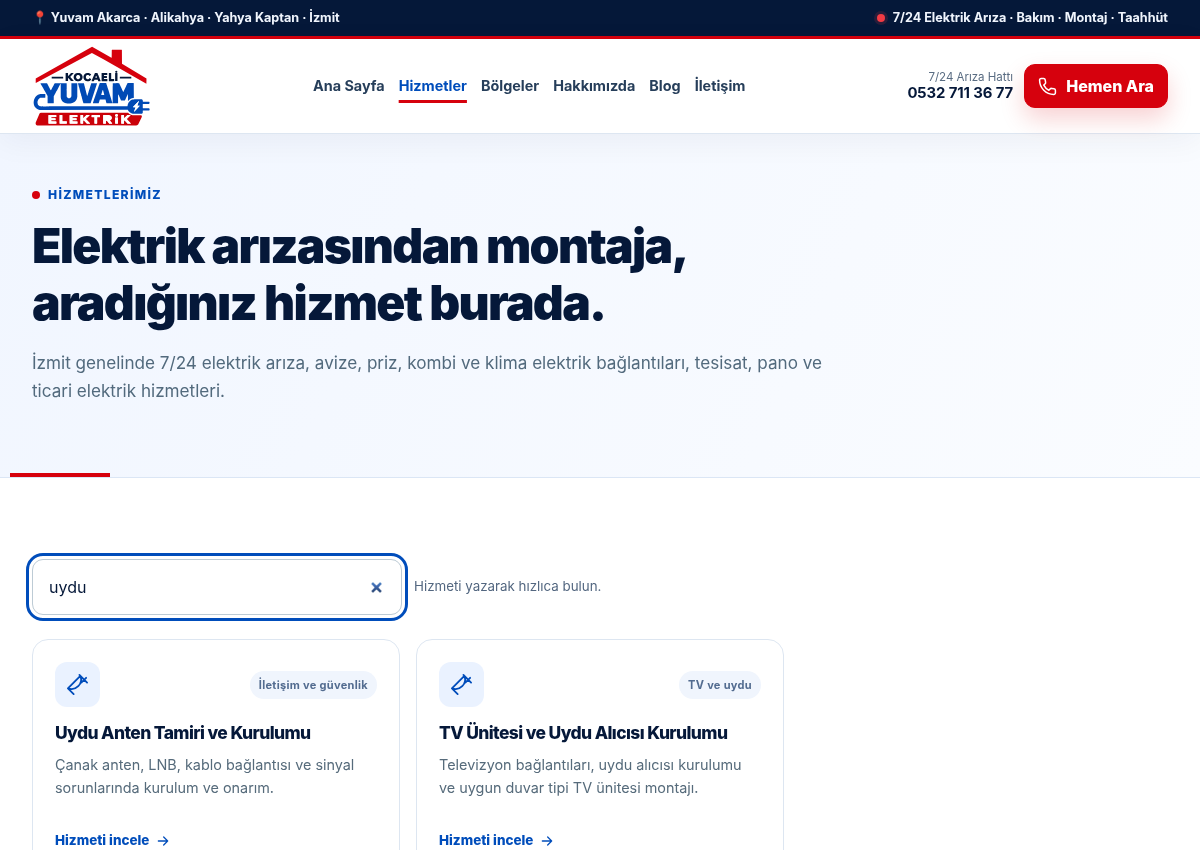 📍 Yuvam Akarca · Alikahya · Yahya Kaptan · İzmit
7/24 Elektrik Arıza · Bakım · Montaj · Taahhüt
KOCAELİ
YUVAM
ELEKTRİK
Ana Sayfa
Hizmetler
Bölgeler
Hakkımızda
Blog
İletişim
7/24 Arıza Hattı
0532 711 36 77
Hemen Ara
HİZMETLERİMİZ
Elektrik arızasından montaja,
aradığınız hizmet burada.
İzmit genelinde 7/24 elektrik arıza, avize, priz, kombi ve klima elektrik bağlantıları, tesisat, pano ve
ticari elektrik hizmetleri.
uydu
Hizmeti yazarak hızlıca bulun.
İletişim ve güvenlik
Uydu Anten Tamiri ve Kurulumu
Çanak anten, LNB, kablo bağlantısı ve sinyal
sorunlarında kurulum ve onarım.
Hizmeti incele →
TV ve uydu
TV Ünitesi ve Uydu Alıcısı Kurulumu
Televizyon bağlantıları, uydu alıcısı kurulumu
ve uygun duvar tipi TV ünitesi montajı.
Hizmeti incele →